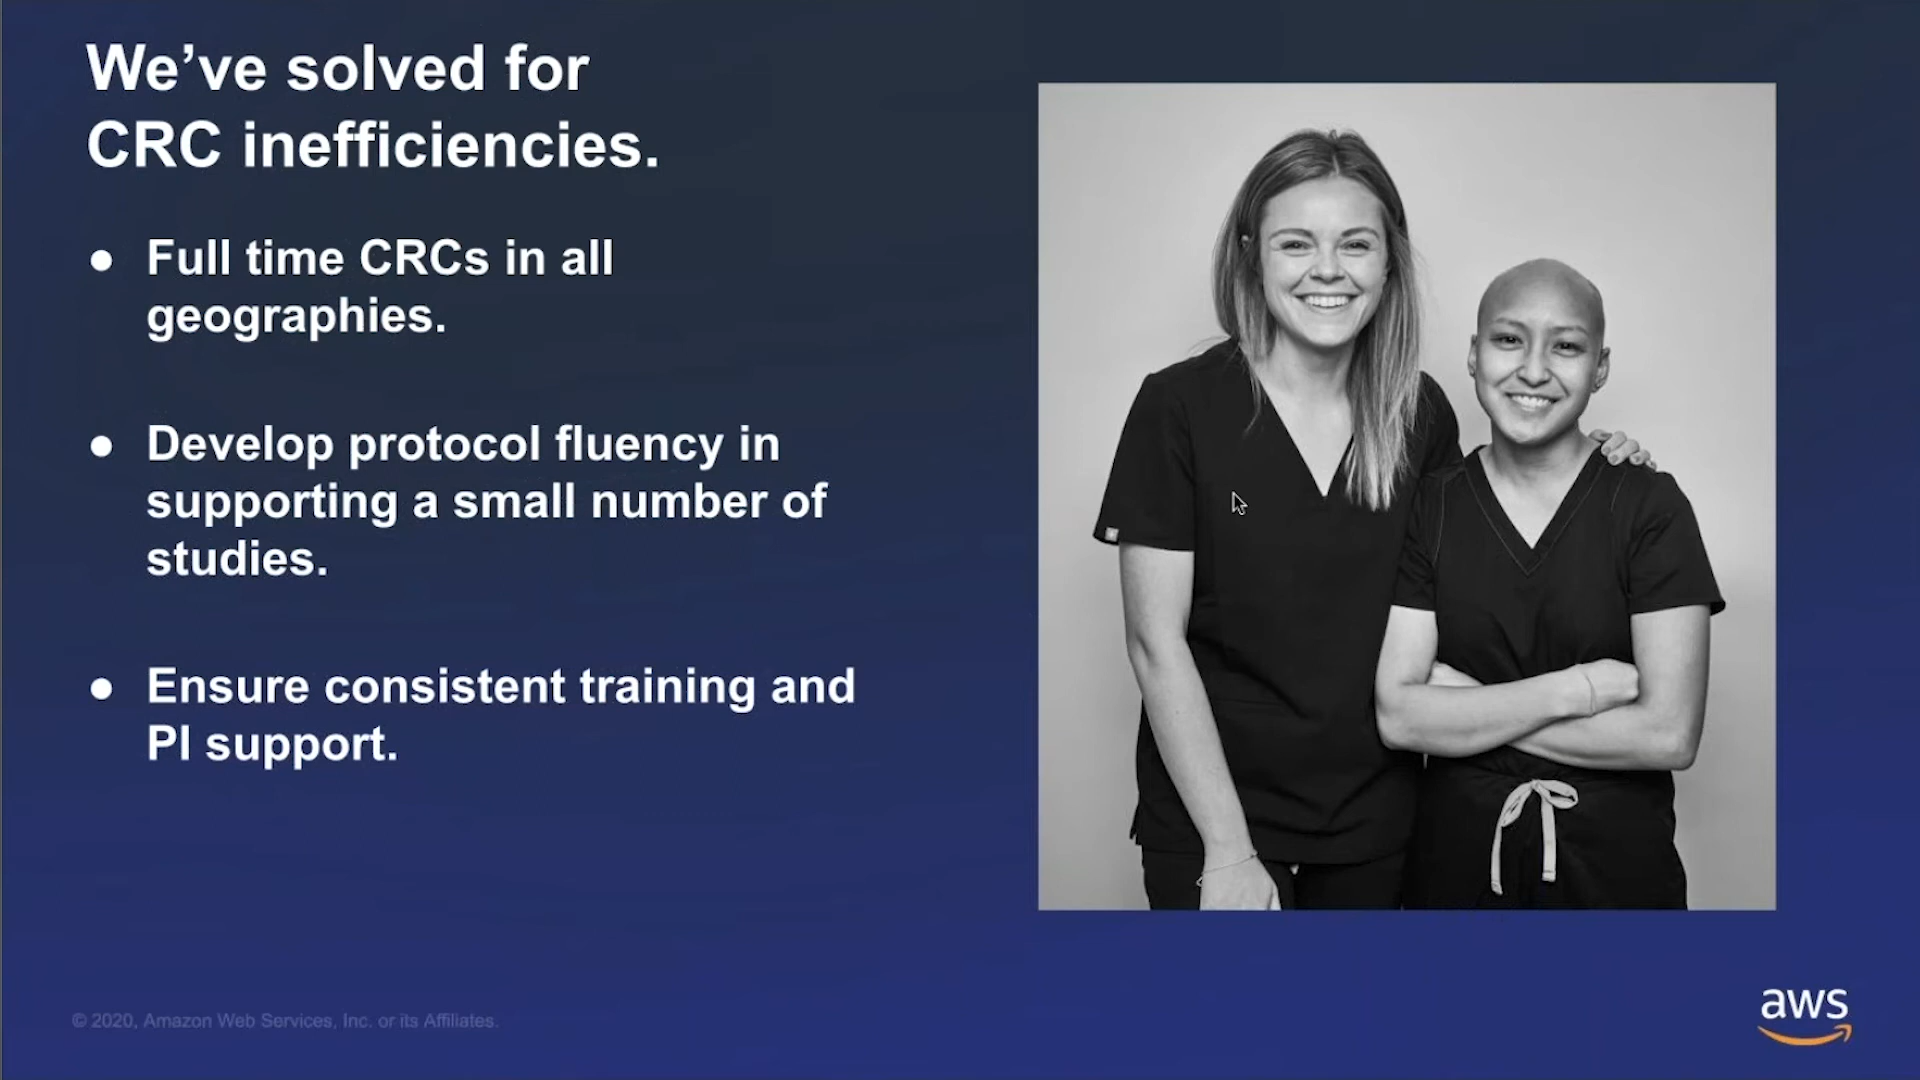 We’ve solved for
CRC inefficiencies.
● Full time CRCs in all
geographies.
● Develop protocol fluency in
supporting a small number of
studies.
● Ensure consistent training and
PI support.
© 2020, Amazon Web Services, Inc. or its Affiliates.
aws